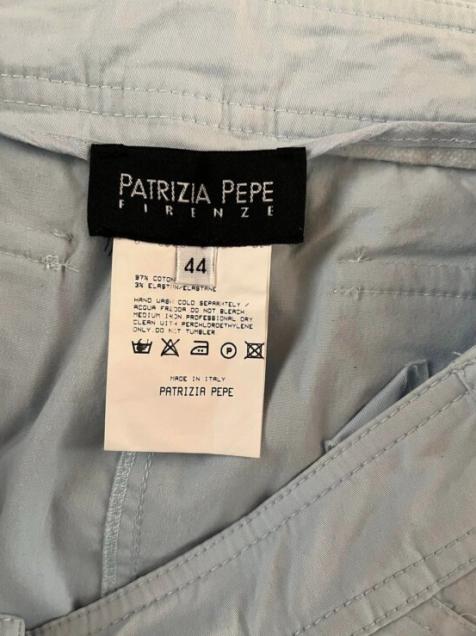 PATRIZIA PEPE
FIRENZE
44
97% COTON
3% ELASTIN/ELASTANE
HAND WASH COLD SEPARATELY /
ACQUA FREDDA DO NOT BLEACH
MEDIUM IRON PROFESSIONAL DRY
CLEAN WITH PERCHLOROETHYLENE
ONLY DO NOT TUMBLER
P
MADE IN ITALY
PATRIZIA PEPE